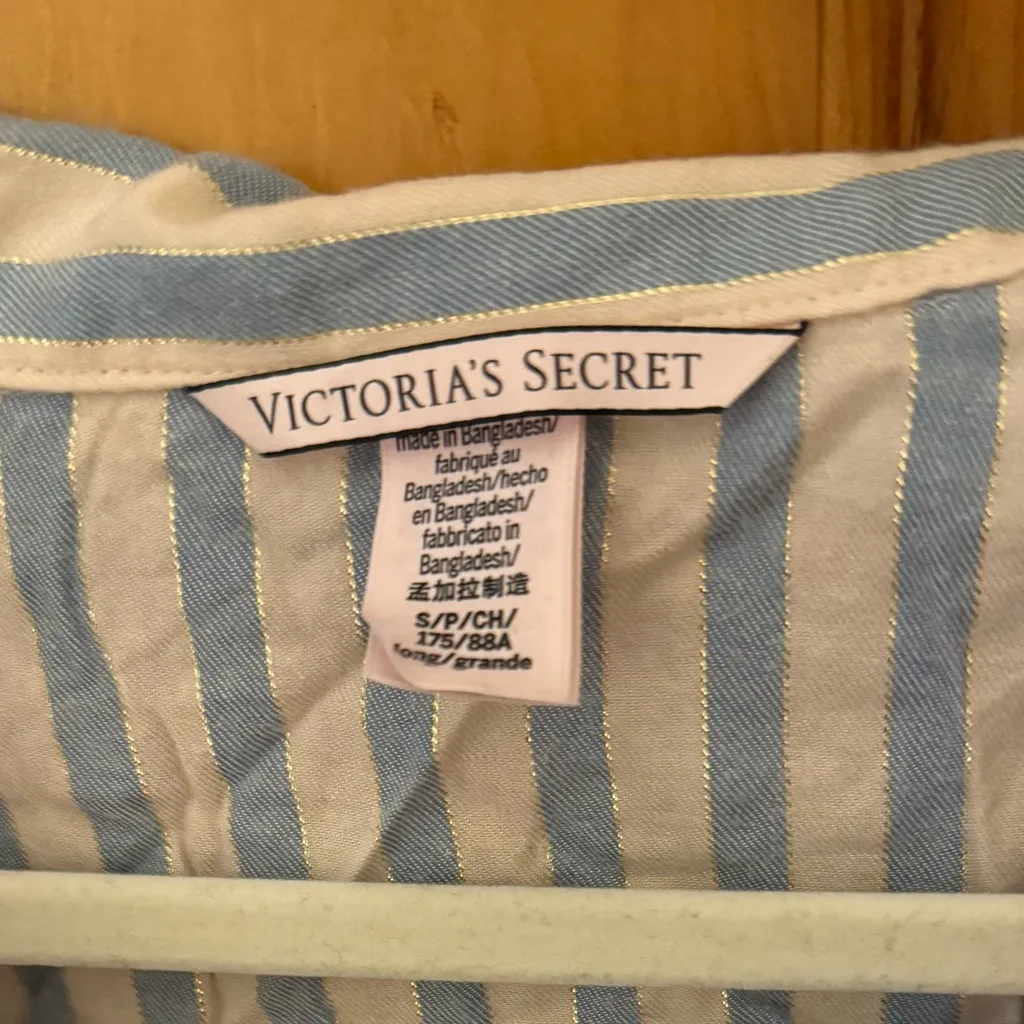 VICTORIA'S SECRET
made in Bangladesh/
fabriqué au
Bangladesh/hecho
en Bangladesh/
fabbricato in
Bangladesh/
孟加拉制造
S/P/CH/
175/88A
long/grande